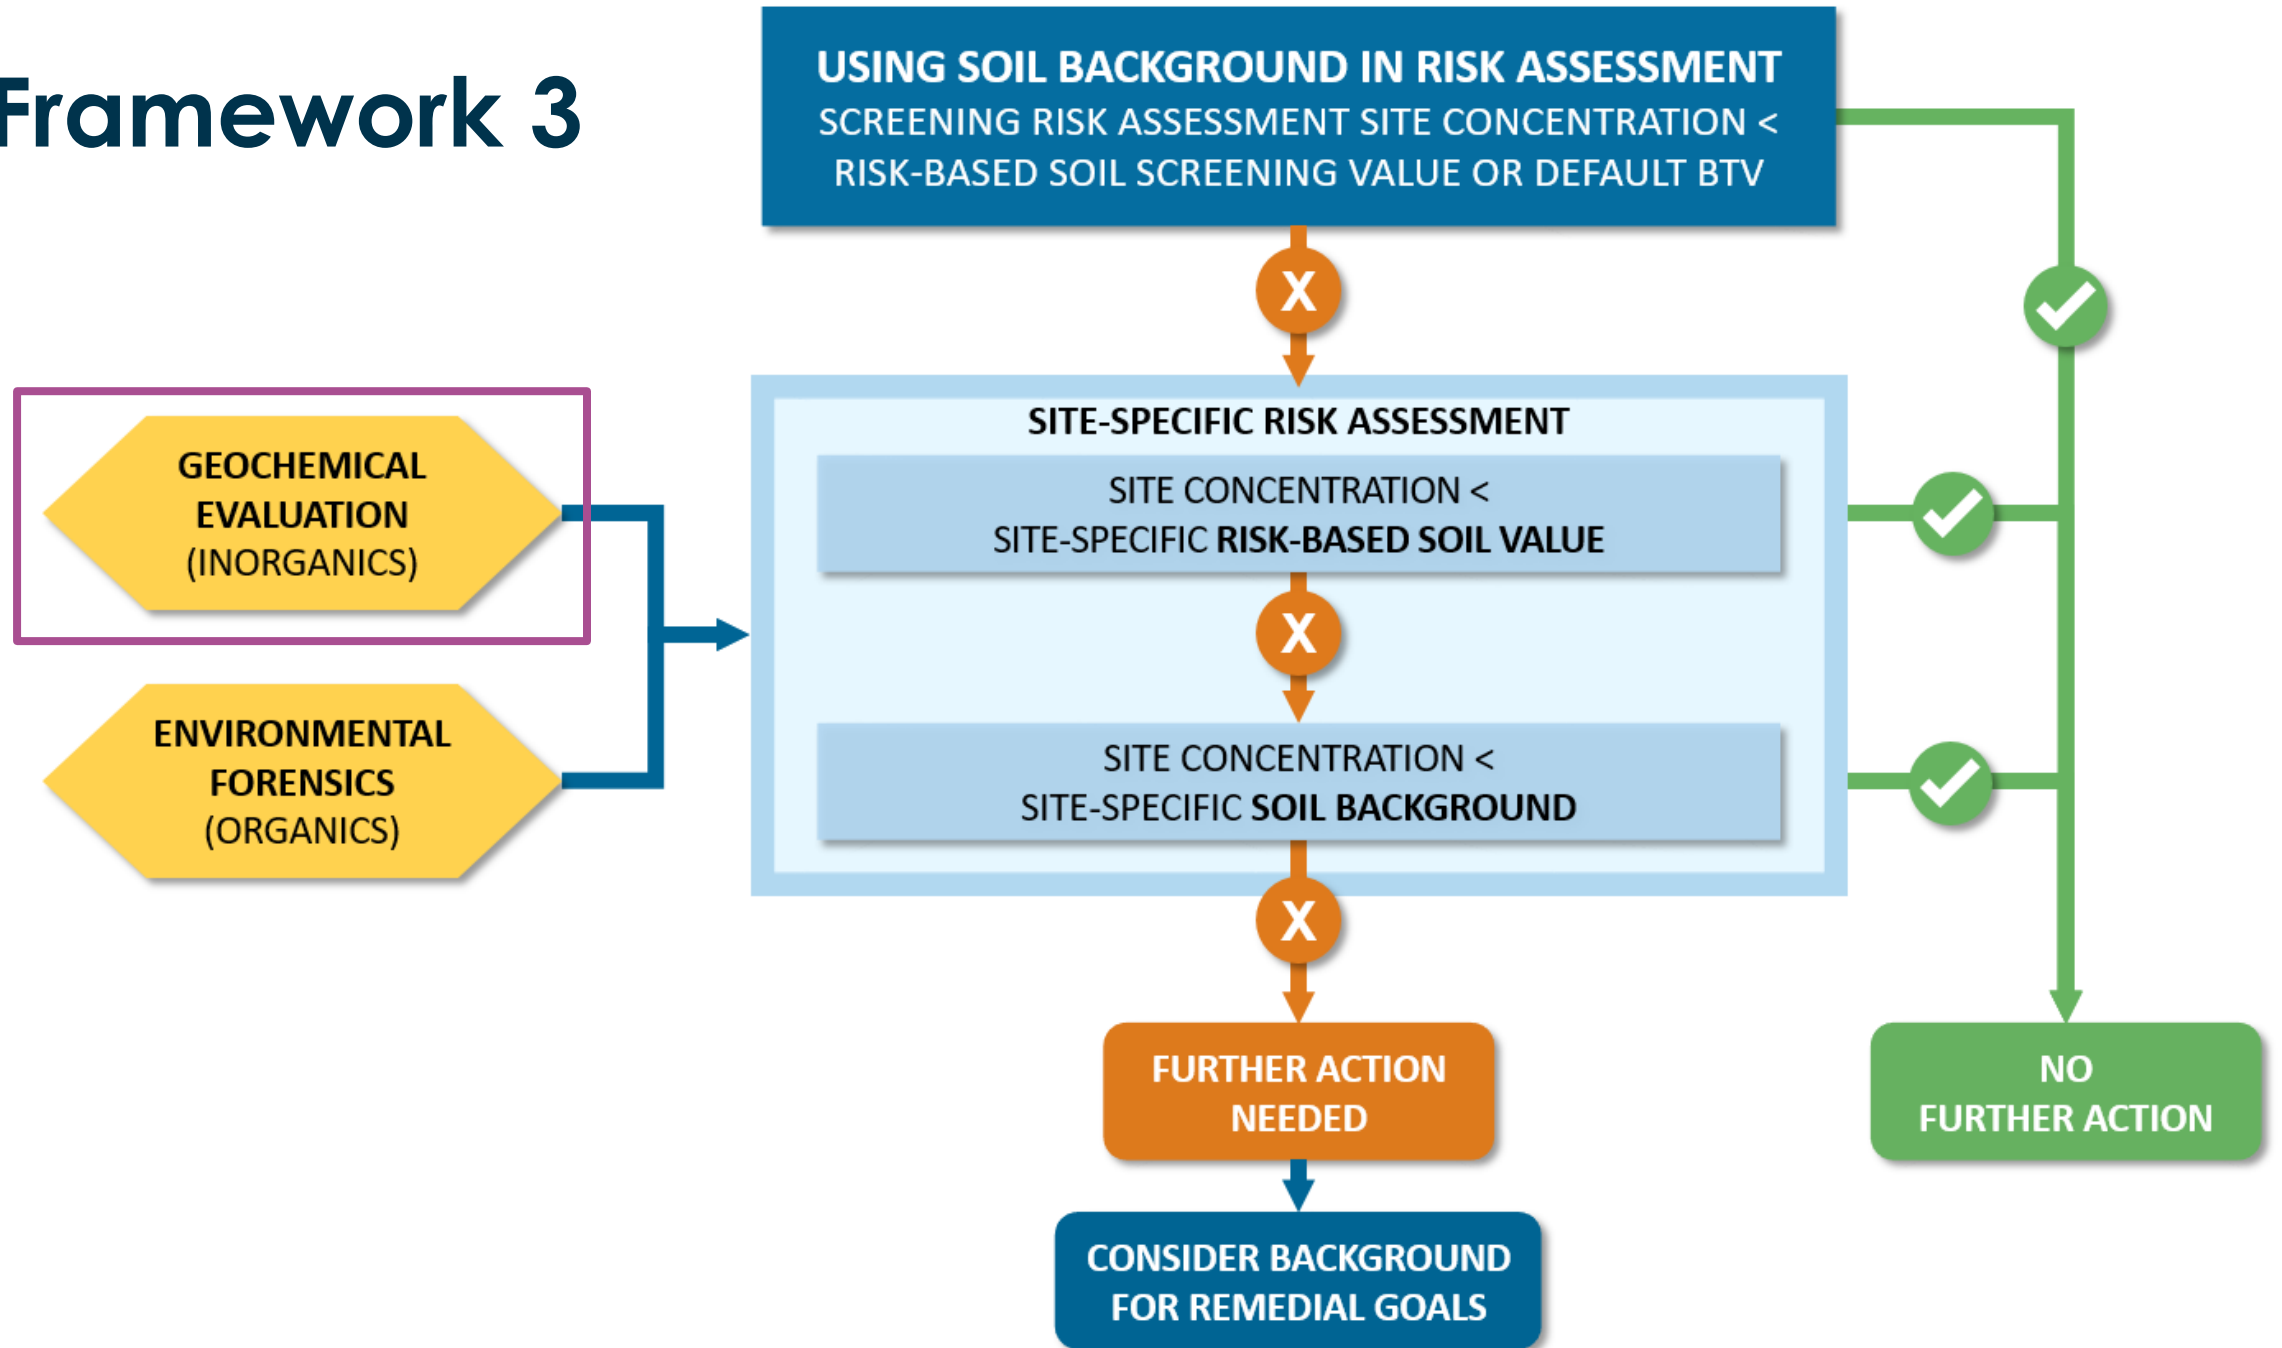 Framework 3
USING SOIL BACKGROUND IN RISK ASSESSMENT
SCREENING RISK ASSESSMENT SITE CONCENTRATION <
RISK-BASED SOIL SCREENING VALUE OR DEFAULT BTV
X
SITE-SPECIFIC RISK ASSESSMENT
SITE CONCENTRATION <
SITE-SPECIFIC RISK-BASED SOIL VALUE
X
SITE CONCENTRATION <
SITE-SPECIFIC SOIL BACKGROUND
X
GEOCHEMICAL
EVALUATION
(INORGANICS)
ENVIRONMENTAL
FORENSICS
(ORGANICS)
FURTHER ACTION
NEEDED
NO
FURTHER ACTION
CONSIDER BACKGROUND
FOR REMEDIAL GOALS